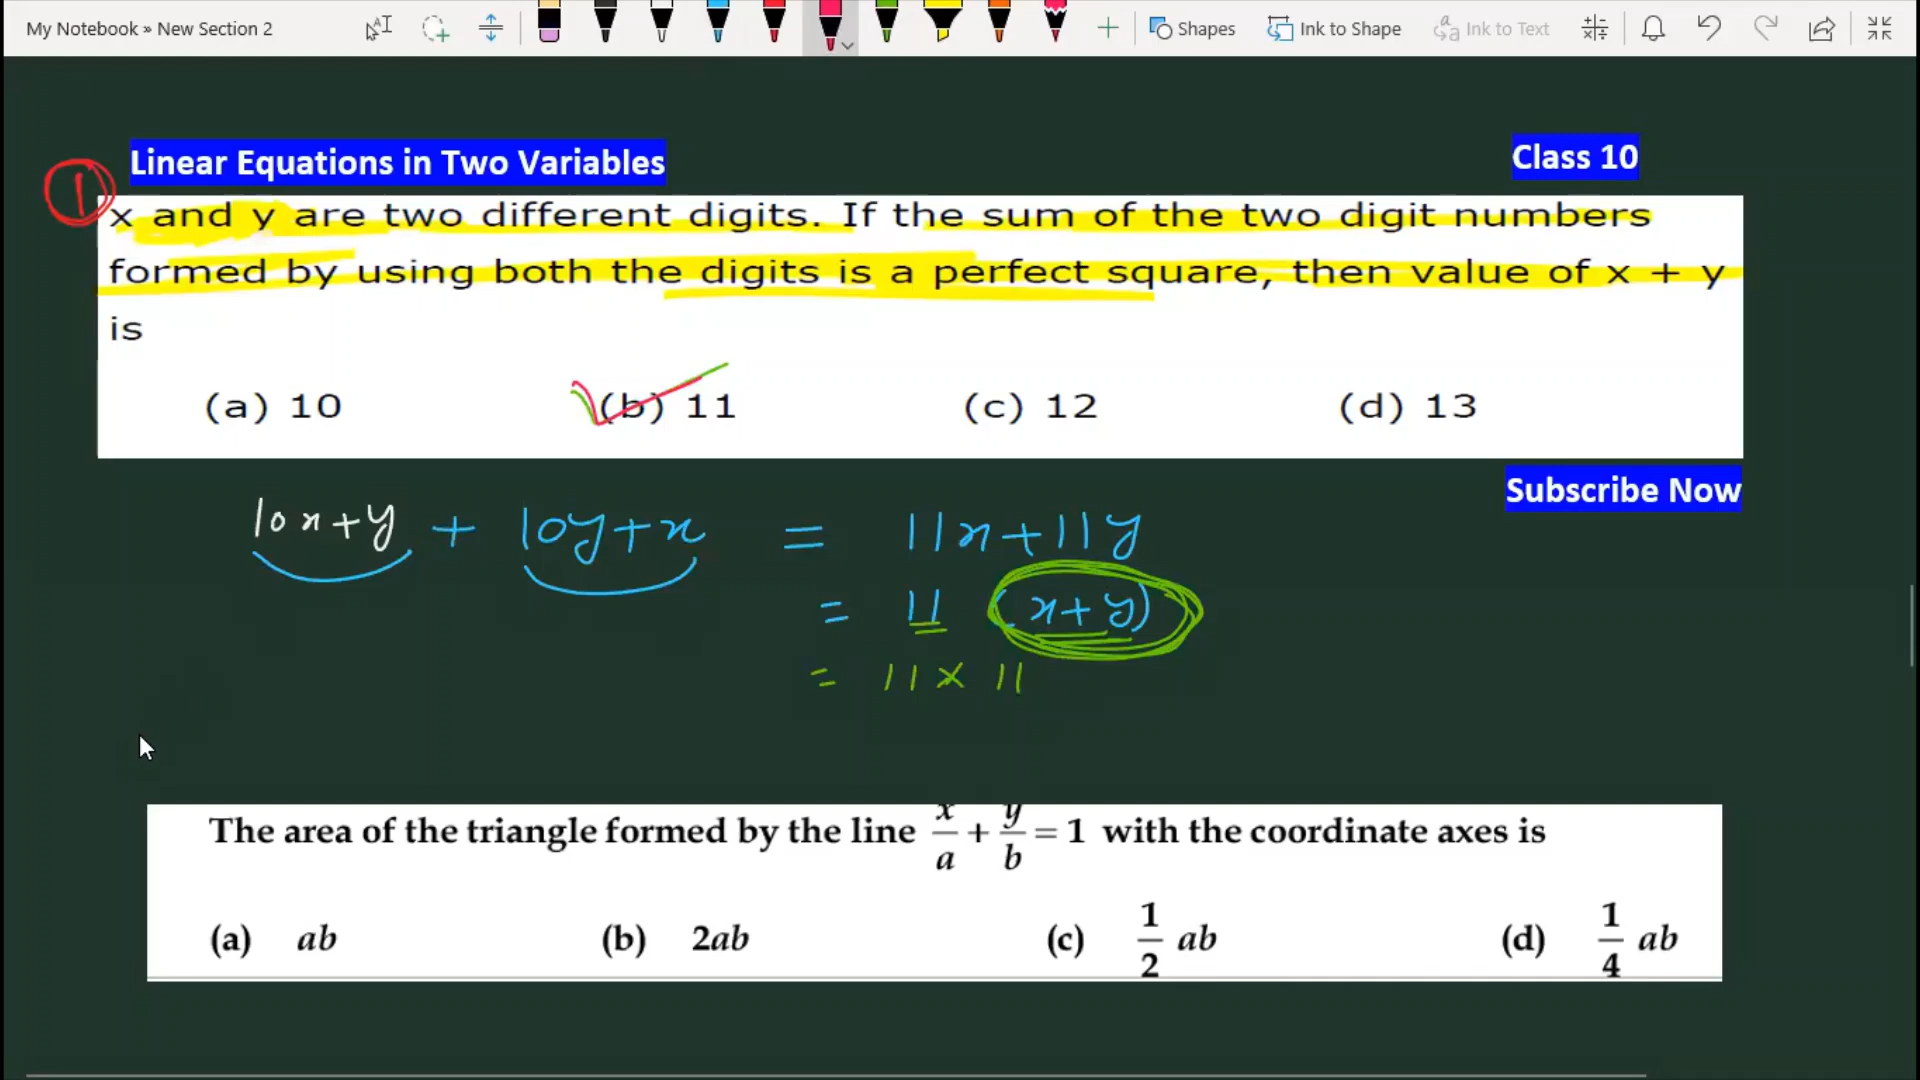 My Notebook » New Section 2
Shapes
Ink to Shape
Ink to Text
Linear Equations in Two Variables
Class 10
1
x and y are two different digits. If the sum of the two digit numbers
formed by using both the digits is a perfect square, then value of x + y
is
(a) 10 (b) 11 (c) 12 (d) 13
Subscribe Now
10x+y + 10y+x = 11x+11y
= 11 (x+y)
= 11 × 11
The area of the triangle formed by the line x/a + y/b = 1 with the coordinate axes is
(a) ab (b) 2ab (c) 1/2 ab (d) 1/4 ab